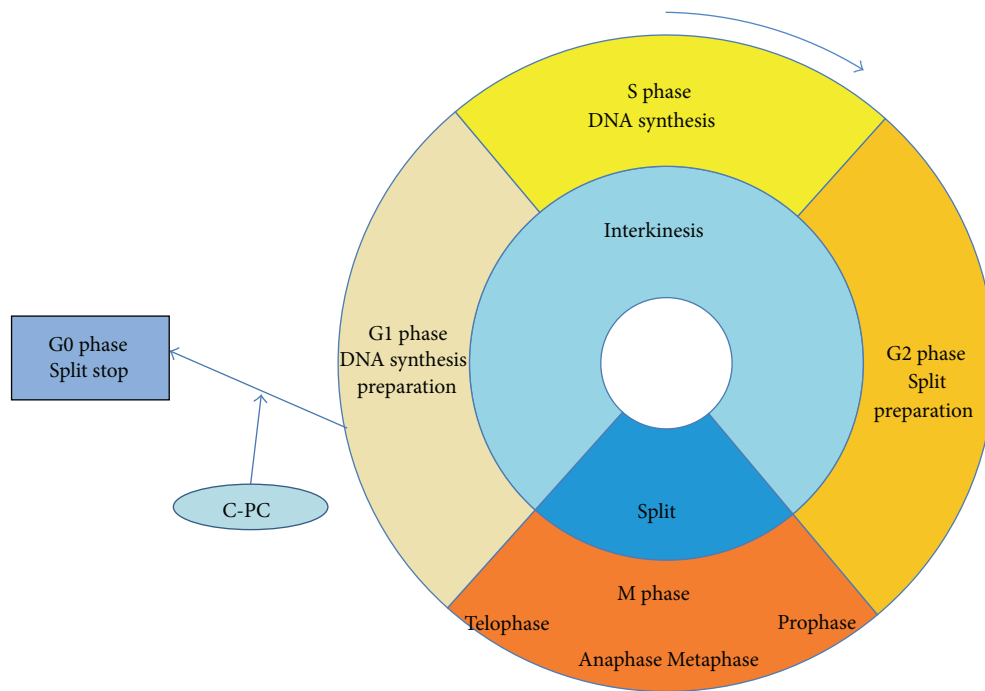 S phase
DNA synthesis
Interkinesis
G1 phase
DNA synthesis
preparation
G0 phase
Split stop
G2 phase
Split
preparation
C-PC
Split
M phase
Telophase
Prophase
Anaphase Metaphase